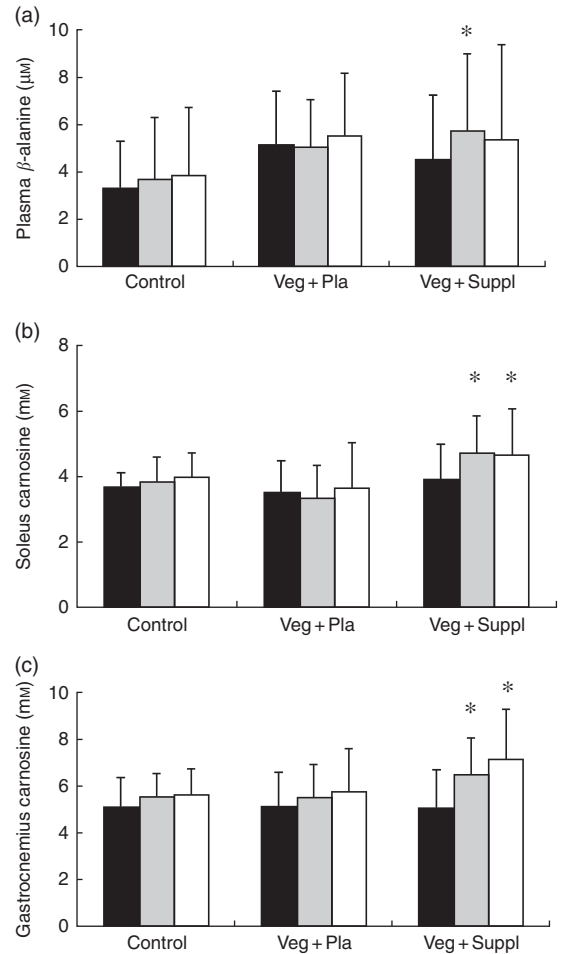 (a)
Plasma β-alanine (μM)
10
8
6
4
2
0
*
Control
Veg + Pla
Veg + Suppl
(b)
Soleus carnosine (mM)
8
6
4
2
0
*
*
Control
Veg + Pla
Veg + Suppl
(c)
Gastrocnemius carnosine (mM)
10
8
6
4
2
0
*
*
Control
Veg + Pla
Veg + Suppl